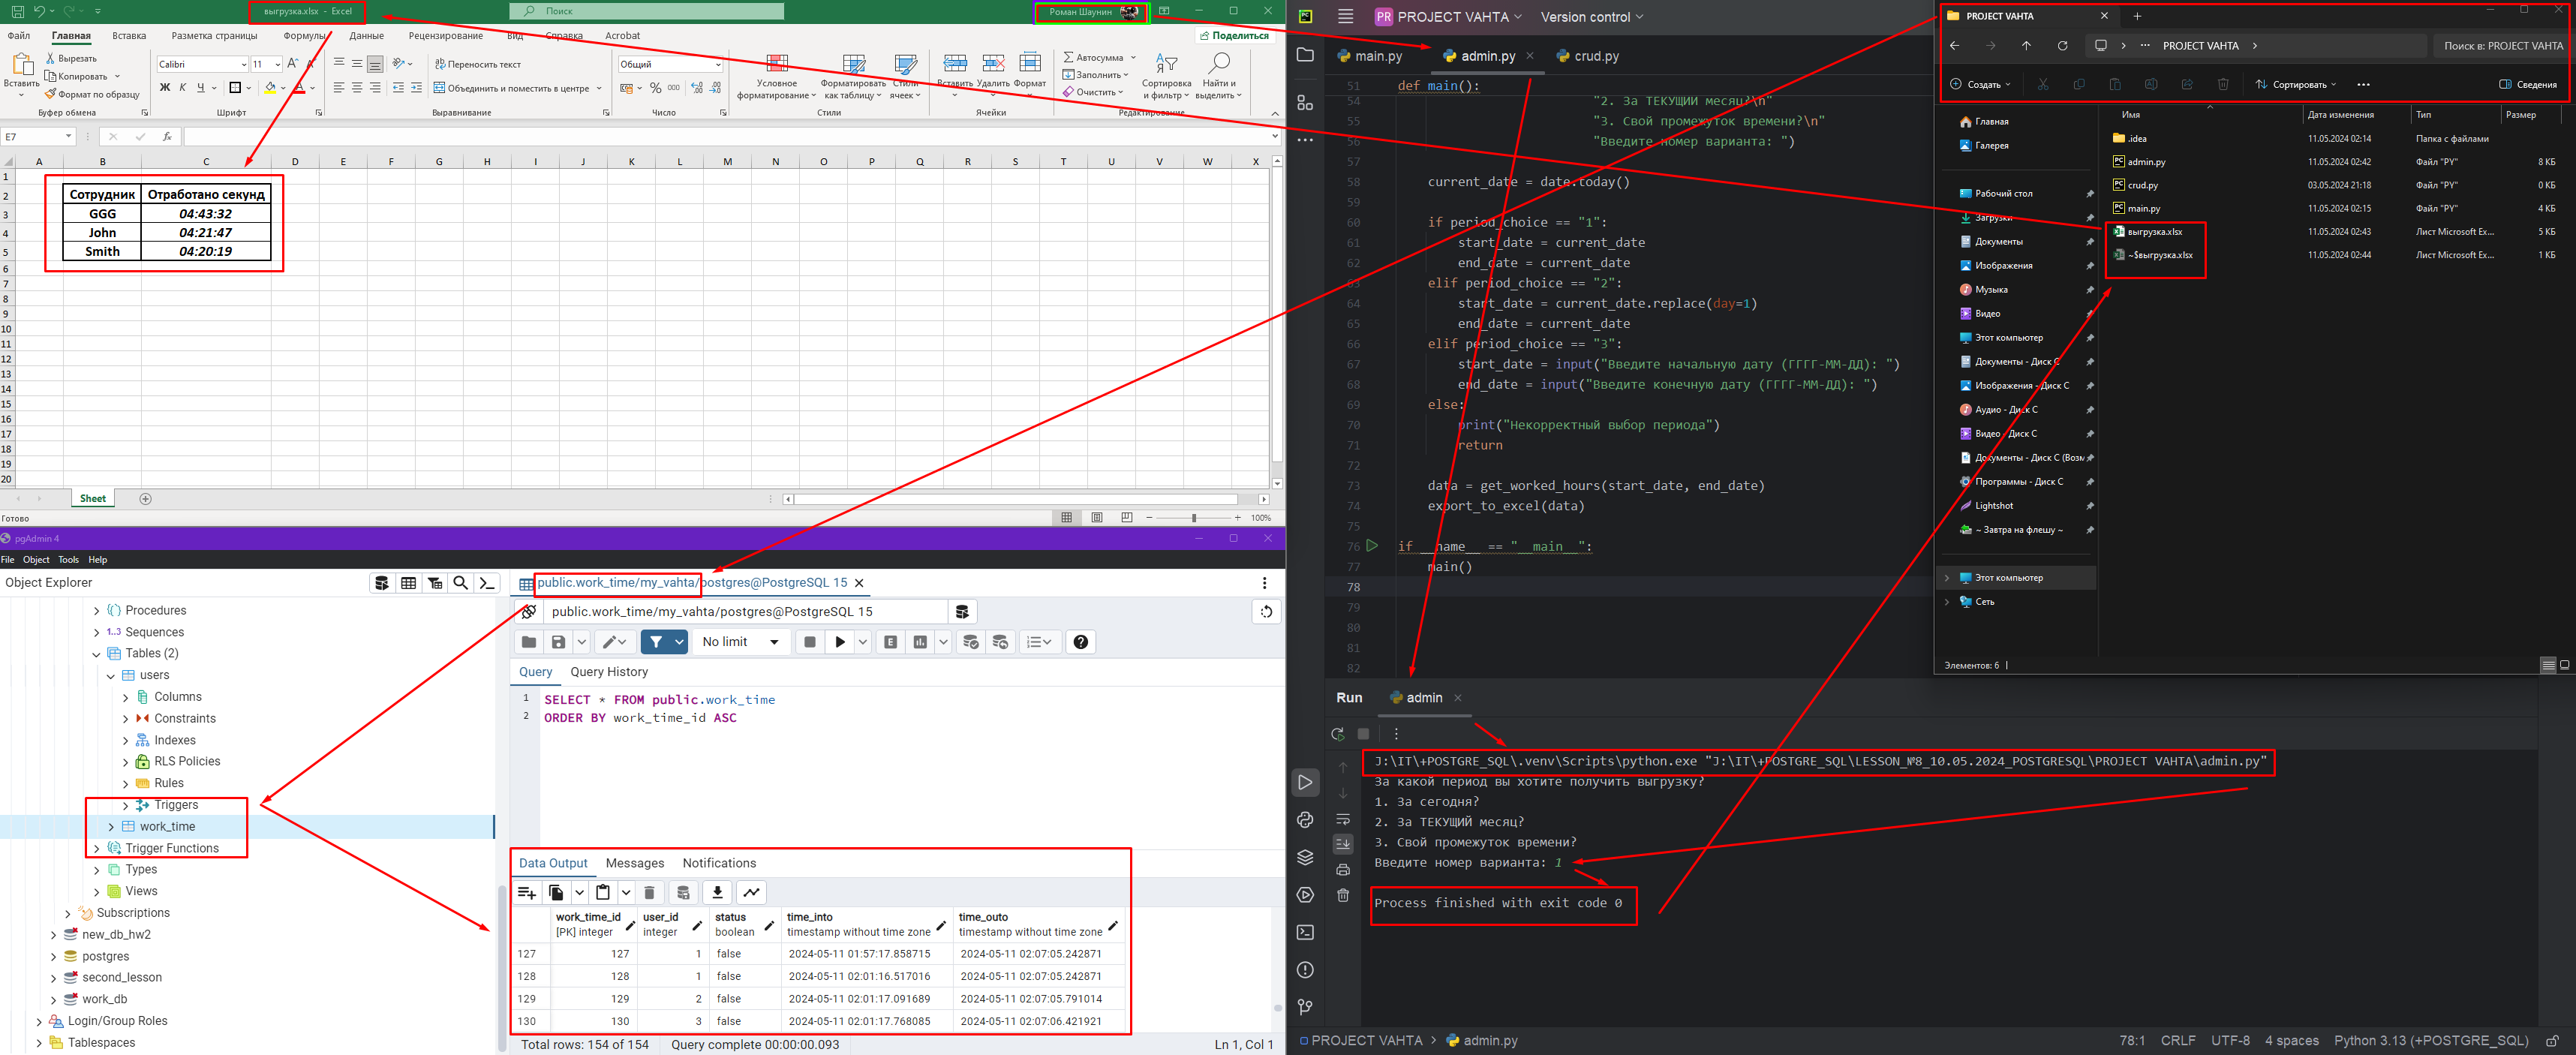 выгрузка.xlsx - Excel
Поиск
Роман Шаунин
Файл Главная Вставка Разметка страницы Формулы Данные Рецензирование Вид Справка Acrobat
Поделиться
Вставить
Вырезать
Копировать
Формат по образцу
Буфер обмена
Calibri 11
Ж К Ч
Шрифт
Переносить текст
Объединить и поместить в центре
Выравнивание
Общий
Число
Условное форматирование
Форматировать как таблицу
Стили ячеек
Стили
Вставить Удалить Формат
Ячейки
Автосумма
Заполнить
Очистить
Сортировка и фильтр
Найти и выделить
Редактирование
E7
fx
A B C D E F G H I J K L M N O P Q R S T U V W X
1
2 Сотрудник Отработано секунд
3 GGG 04:43:32
4 John 04:21:47
5 Smith 04:20:19
6
7
8
9
10
11
12
13
14
15
16
17
18
19
20
Sheet
Готово
100%
pgAdmin 4
File Object Tools Help
Object Explorer
Procedures
1..3 Sequences
Tables (2)
users
Columns
Constraints
Indexes
RLS Policies
Rules
Triggers
work_time
Trigger Functions
Types
Views
Subscriptions
new_db_hw2
postgres
second_lesson
work_db
Login/Group Roles
Tablespaces
public.work_time/my_vahta/postgres@PostgreSQL 15
public.work_time/my_vahta/postgres@PostgreSQL 15
No limit
Query Query History
1 SELECT * FROM public.work_time
2 ORDER BY work_time_id ASC
Data Output Messages Notifications
work_time_id user_id status time_into time_outo
[PK] integer integer boolean timestamp without time zone timestamp without time zone
127 127 1 false 2024-05-11 01:57:17.858715 2024-05-11 02:07:05.242871
128 128 1 false 2024-05-11 02:01:16.517016 2024-05-11 02:07:05.242871
129 129 2 false 2024-05-11 02:01:17.091689 2024-05-11 02:07:05.791014
130 130 3 false 2024-05-11 02:01:17.768085 2024-05-11 02:07:06.421921
Total rows: 154 of 154 Query complete 00:00:00.093 Ln 1, Col 1
PR PROJECT VAHTA Version control
main.py admin.py crud.py
51 def main():
54 "2. За ТЕКУЩИЙ месяц?\n"
55 "3. Свой промежуток времени?\n"
56 "Введите номер варианта: ")
57
58 current_date = date.today()
59
60 if period_choice == "1":
61 start_date = current_date
62 end_date = current_date
63 elif period_choice == "2":
64 start_date = current_date.replace(day=1)
65 end_date = current_date
66 elif period_choice == "3":
67 start_date = input("Введите начальную дату (ГГГГ-ММ-ДД): ")
68 end_date = input("Введите конечную дату (ГГГГ-ММ-ДД): ")
69 else:
70 print("Некорректный выбор периода")
71 return
72
73 data = get_worked_hours(start_date, end_date)
74 export_to_excel(data)
75
76 if __name__ == "__main__":
77 main()
78
79
80
81
82
Run admin
J:\IT\+POSTGRE_SQL\.venv\Scripts\python.exe "J:\IT\+POSTGRE_SQL\LESSON_№8_10.05.2024_POSTGRESQL\PROJECT VAHTA\admin.py"
За какой период вы хотите получить выгрузку?
1. За сегодня?
2. За ТЕКУЩИЙ месяц?
3. Свой промежуток времени?
Введите номер варианта: 1
Process finished with exit code 0
PROJECT VAHTA > admin.py
78:1 CRLF UTF-8 4 spaces Python 3.13 (+POSTGRE_SQL)
PROJECT VAHTA
PROJECT VAHTA
Поиск в: PROJECT VAHTA
Создать
Сортировать
Сведения
Имя Дата изменения Тип Размер
.idea 11.05.2024 02:14 Папка с файлами
admin.py 11.05.2024 02:42 Файл "PY" 8 КБ
crud.py 03.05.2024 21:18 Файл "PY" 0 КБ
main.py 11.05.2024 02:15 Файл "PY" 4 КБ
выгрузка.xlsx 11.05.2024 02:43 Лист Microsoft Ex... 5 КБ
~$выгрузка.xlsx 11.05.2024 02:44 Лист Microsoft Ex... 1 КБ
Главная
Галерея
Рабочий стол
Загрузки
Документы
Изображения
Музыка
Видео
Этот компьютер
Документы - Диск C
Изображения - Диск C
Аудио - Диск C
Видео - Диск C
Документы - Диск C (Возм
Программы - Диск C
Lightshot
~ Завтра на флешу ~
Этот компьютер
Сеть
Элементов: 6